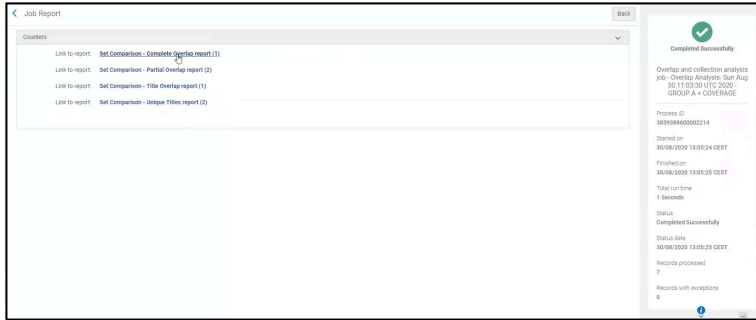 Job Report
Back
Counters
Link to report: Set Comparison - Complete Overlap report (1)
Link to report: Set Comparison - Partial Overlap report (2)
Link to report: Set Comparison - Title Overlap report (1)
Link to report: Set Comparison - Unique Titles report (2)
Completed Successfully
Overlap and collection analysis
job - Overlap Analysis- Sun Aug
30 11:03:30 UTC 2020 -
GROUP A + COVERAGE
Process ID
3839388600002214
Started on
30/08/2020 13:05:24 CEST
Finished on
30/08/2020 13:05:25 CEST
Total run time
1 Seconds
Status
Completed Successfully
Status date
30/08/2020 13:05:25 CEST
Records processed
7
Records with exceptions
0